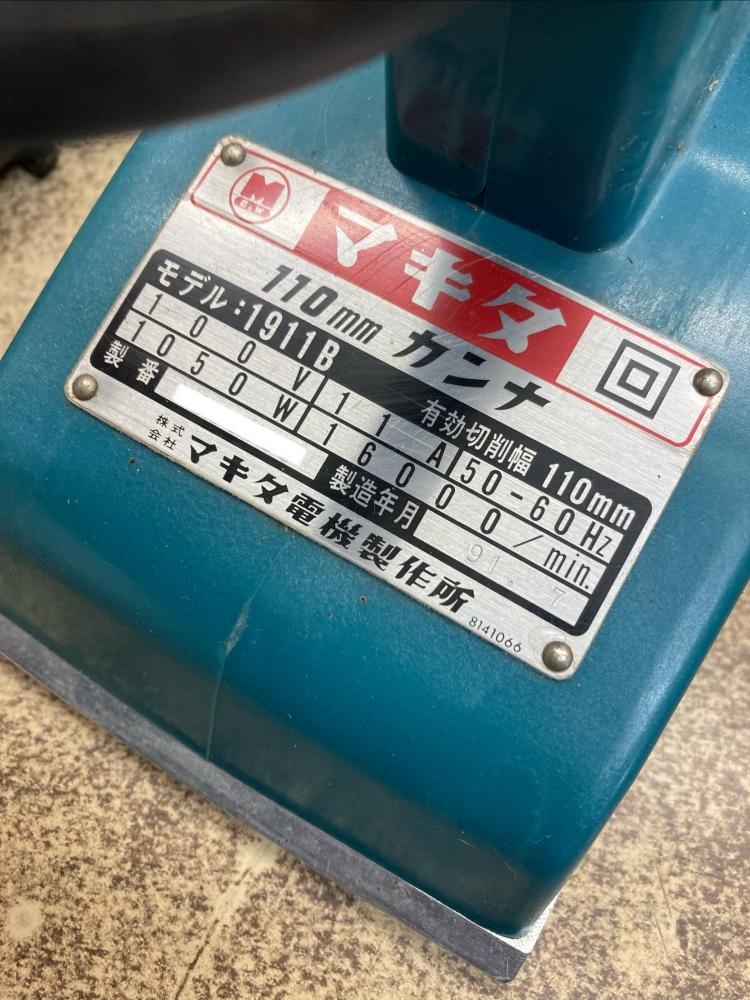 M
E&W
マキタ
110mm カンナ
モデル:1911B 有効切削幅 110mm
100V 11A 50-60Hz
1050W 16000/min.
製番 製造年月 91.7
株式会社 マキタ電機製作所
8141066